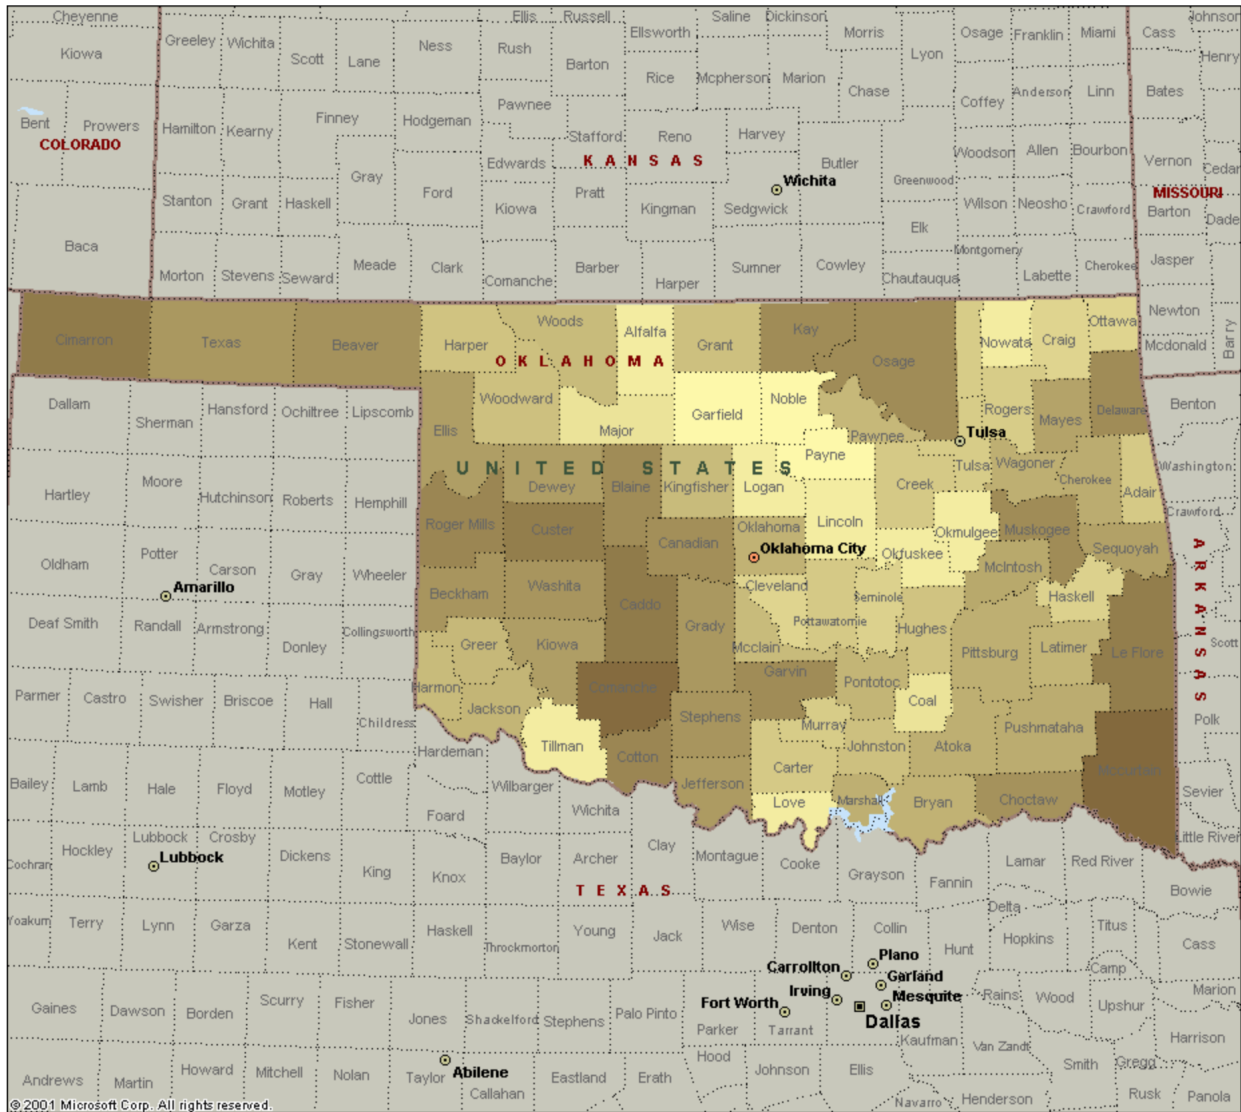 Cheyenne
Greeley
Wichita
Scott
Lane
Ness
Ellis
Rush
Russell
Barton
Ellsworth
Saline
Dickinson
Morris
Lyon
Osage
Franklin
Miami
Cass
Johnson
Henry
Kiowa
Rice
Mcpherson
Marion
Chase
Coffey
Anderson
Linn
Bates
Bent
Prowers
COLORADO
Hamilton
Kearny
Finney
Hodgeman
Pawnee
Stafford
Reno
Harvey
Butler
Greenwood
Woodson
Allen
Bourbon
Vernon
Cedar
KANSAS
Edwards
Gray
Ford
Wichita
MISSOURI
Stanton
Grant
Haskell
Kiowa
Pratt
Kingman
Sedgwick
Wilson
Neosho
Crawford
Barton
Dade
Baca
Elk
Montgomery
Morton
Stevens
Seward
Meade
Clark
Comanche
Barber
Harper
Sumner
Cowley
Chautauqua
Labette
Cherokee
Jasper
Newton
Mcdonald
Barry
Cimarron
Texas
Beaver
Harper
Woods
Alfalfa
Grant
Kay
Osage
Nowata
Craig
Ottawa
OKLAHOMA
Dallam
Sherman
Hansford
Ochiltree
Lipscomb
Ellis
Woodward
Major
Garfield
Noble
Pawnee
Rogers
Mayes
Delaware
Benton
Tulsa
UNITED STATES
Hartley
Moore
Hutchinson
Roberts
Hemphill
Dewey
Blaine
Kingfisher
Logan
Payne
Creek
Tulsa
Wagoner
Cherokee
Adair
Washington
Crawford
Roger Mills
Custer
Canadian
Oklahoma
Lincoln
Okmulgee
Muskogee
Sequoyah
ARKANSAS
Oldham
Potter
Carson
Gray
Wheeler
Oklahoma City
Okfuskee
Mcintosh
Amarillo
Beckham
Washita
Caddo
Cleveland
Seminole
Haskell
Deaf Smith
Randall
Armstrong
Donley
Collingsworth
Greer
Kiowa
Grady
Mcclain
Pottawatomie
Hughes
Pittsburg
Latimer
Le Flore
Scott
Parmer
Castro
Swisher
Briscoe
Hall
Childress
Harmon
Jackson
Comanche
Garvin
Pontotoc
Coal
Polk
Hardeman
Tillman
Cotton
Stephens
Murray
Johnston
Atoka
Pushmataha
Mccurtain
Bailey
Lamb
Hale
Floyd
Motley
Cottle
Wilbarger
Jefferson
Carter
Love
Marshall
Bryan
Choctaw
Sevier
Foard
Wichita
Clay
Little River
Cochran
Hockley
Lubbock
Crosby
Lubbock
Dickens
King
Knox
Baylor
Archer
Montague
Cooke
Grayson
Fannin
Lamar
Red River
Bowie
TEXAS
Yoakum
Terry
Lynn
Garza
Kent
Stonewall
Haskell
Throckmorton
Young
Jack
Wise
Denton
Collin
Hunt
Delta
Hopkins
Titus
Cass
Plano
Carrollton
Garland
Camp
Gaines
Dawson
Borden
Scurry
Fisher
Jones
Shackelford
Stephens
Palo Pinto
Fort Worth
Irving
Mesquite
Rains
Wood
Upshur
Marion
Dallas
Parker
Tarrant
Kaufman
Van Zandt
Harrison
Andrews
Martin
Howard
Mitchell
Nolan
Taylor
Abilene
Callahan
Eastland
Erath
Hood
Johnson
Ellis
Navarro
Henderson
Smith
Gregg
Rusk
Panola
© 2001 Microsoft Corp. All rights reserved.